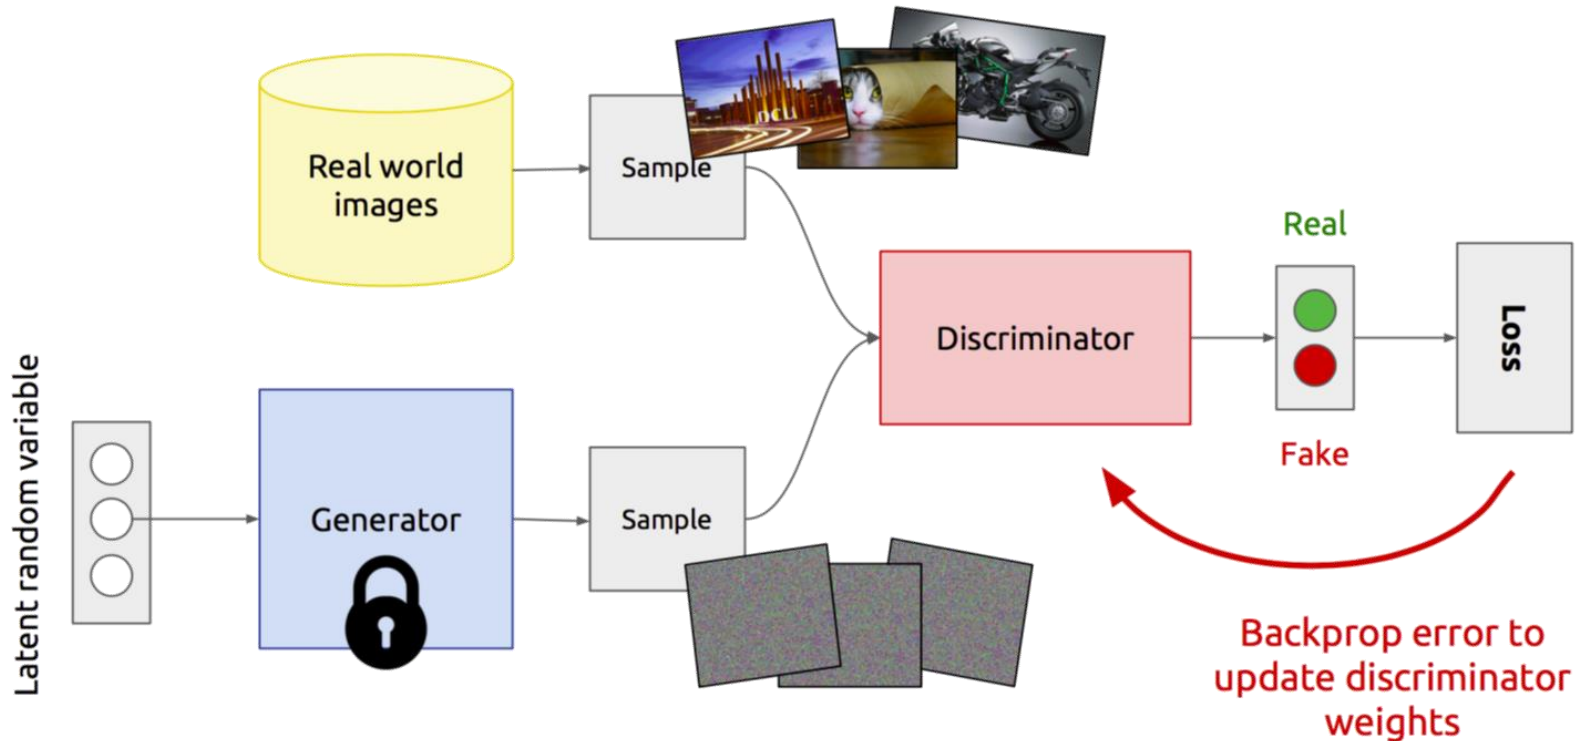 Real world
images
Sample
DCU
Latent random variable
Generator
Sample
Discriminator
Real
Fake
Loss
Backprop error to
update discriminator
weights